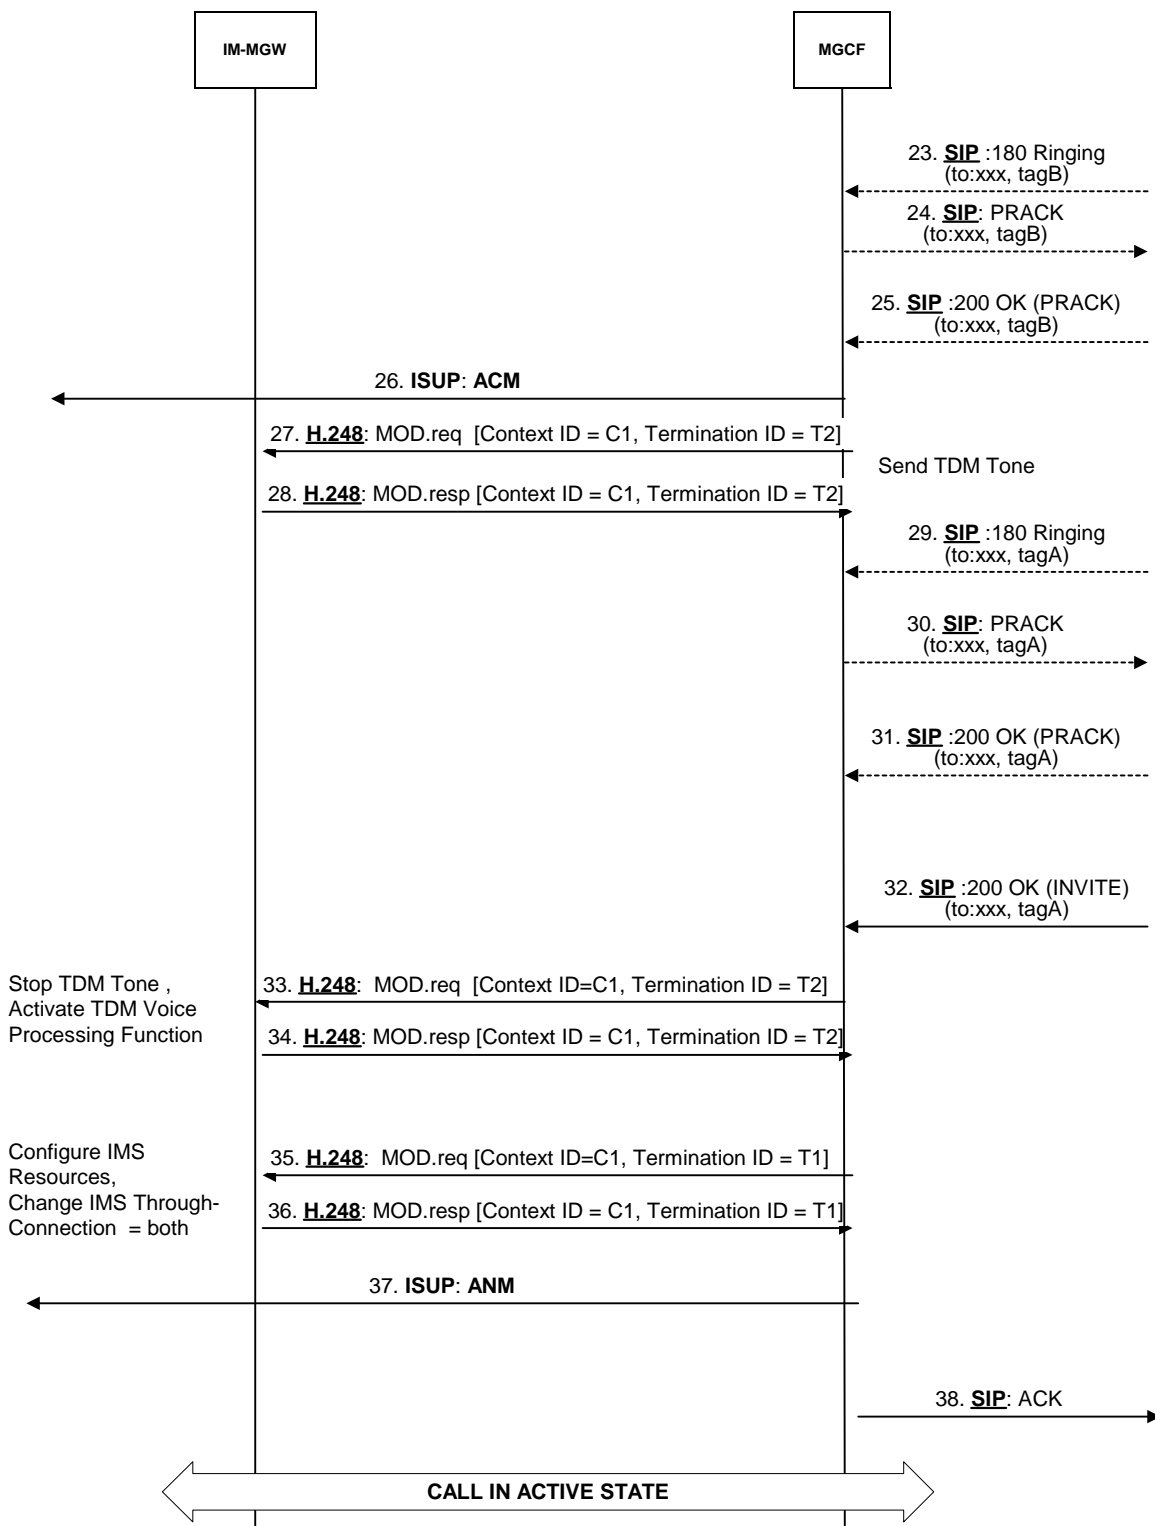 IM-MGW
MGCF
23. SIP :180 Ringing
(to:xxx, tagB)
24. SIP: PRACK
(to:xxx, tagB)
25. SIP :200 OK (PRACK)
(to:xxx, tagB)
26. ISUP: ACM
27. H.248: MOD.req [Context ID = C1, Termination ID = T2]
Send TDM Tone
28. H.248: MOD.resp [Context ID = C1, Termination ID = T2]
29. SIP :180 Ringing
(to:xxx, tagA)
30. SIP: PRACK
(to:xxx, tagA)
31. SIP :200 OK (PRACK)
(to:xxx, tagA)
32. SIP :200 OK (INVITE)
(to:xxx, tagA)
Stop TDM Tone ,
Activate TDM Voice
Processing Function
33. H.248: MOD.req [Context ID=C1, Termination ID = T2]
34. H.248: MOD.resp [Context ID = C1, Termination ID = T2]
Configure IMS
Resources,
Change IMS Through-
Connection = both
35. H.248: MOD.req [Context ID=C1, Termination ID = T1]
36. H.248: MOD.resp [Context ID = C1, Termination ID = T1]
37. ISUP: ANM
38. SIP: ACK
CALL IN ACTIVE STATE